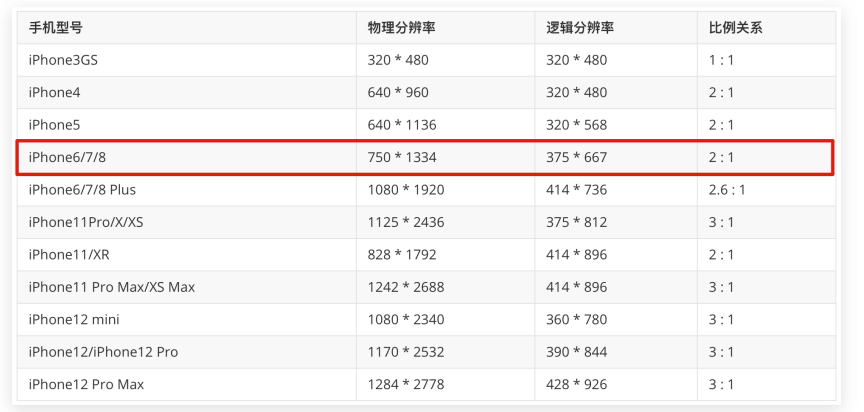 手机型号 物理分辨率 逻辑分辨率 比例关系
iPhone3GS 320 * 480 320 * 480 1 : 1
iPhone4 640 * 960 320 * 480 2 : 1
iPhone5 640 * 1136 320 * 568 2 : 1
iPhone6/7/8 750 * 1334 375 * 667 2 : 1
iPhone6/7/8 Plus 1080 * 1920 414 * 736 2.6 : 1
iPhone11Pro/X/XS 1125 * 2436 375 * 812 3 : 1
iPhone11/XR 828 * 1792 414 * 896 2 : 1
iPhone11 Pro Max/XS Max 1242 * 2688 414 * 896 3 : 1
iPhone12 mini 1080 * 2340 360 * 780 3 : 1
iPhone12/iPhone12 Pro 1170 * 2532 390 * 844 3 : 1
iPhone12 Pro Max 1284 * 2778 428 * 926 3 : 1